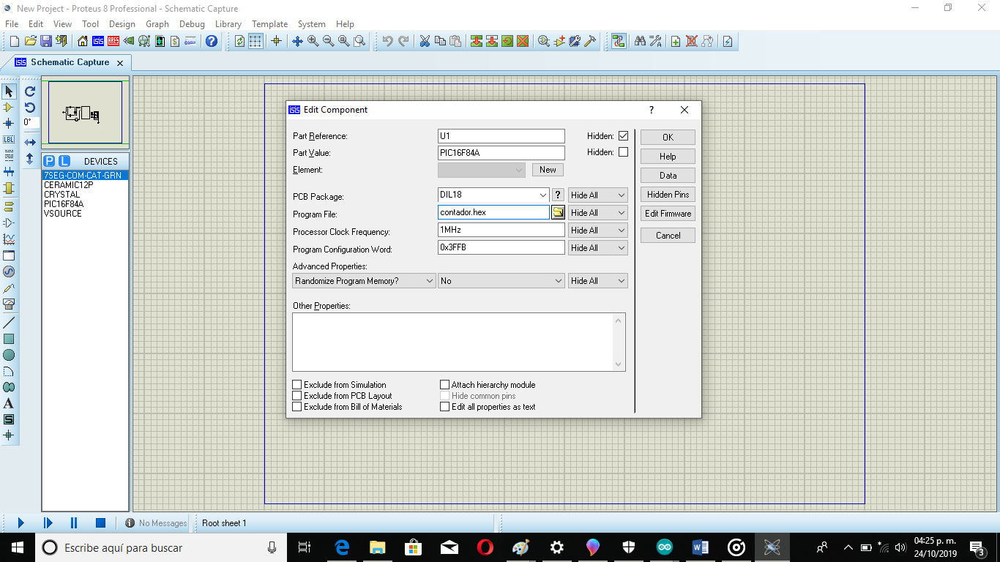 New Project - Proteus 8 Professional - Schematic Capture
File Edit View Tool Design Graph Debug Library Template System Help
Schematic Capture
0°
LBL
P L DEVICES
7SEG-COM-CAT-GRN
CERAMIC12P
CRYSTAL
PIC16F84A
VSOURCE
Edit Component
Part Reference: U1 Hidden: OK
Part Value: PIC16F84A Hidden: Help
Element: New Data
PCB Package: DIL18 ? Hide All Hidden Pins
Program File: contador.hex Hide All Edit Firmware
Processor Clock Frequency: 1MHz Hide All Cancel
Program Configuration Word: 0x3FFB Hide All
Advanced Properties:
Randomize Program Memory? No Hide All
Other Properties:
Exclude from Simulation Attach hierarchy module
Exclude from PCB Layout Hide common pins
Exclude from Bill of Materials Edit all properties as text
No Messages Root sheet 1
Escribe aquí para buscar
04:25 p. m.
24/10/2019
3